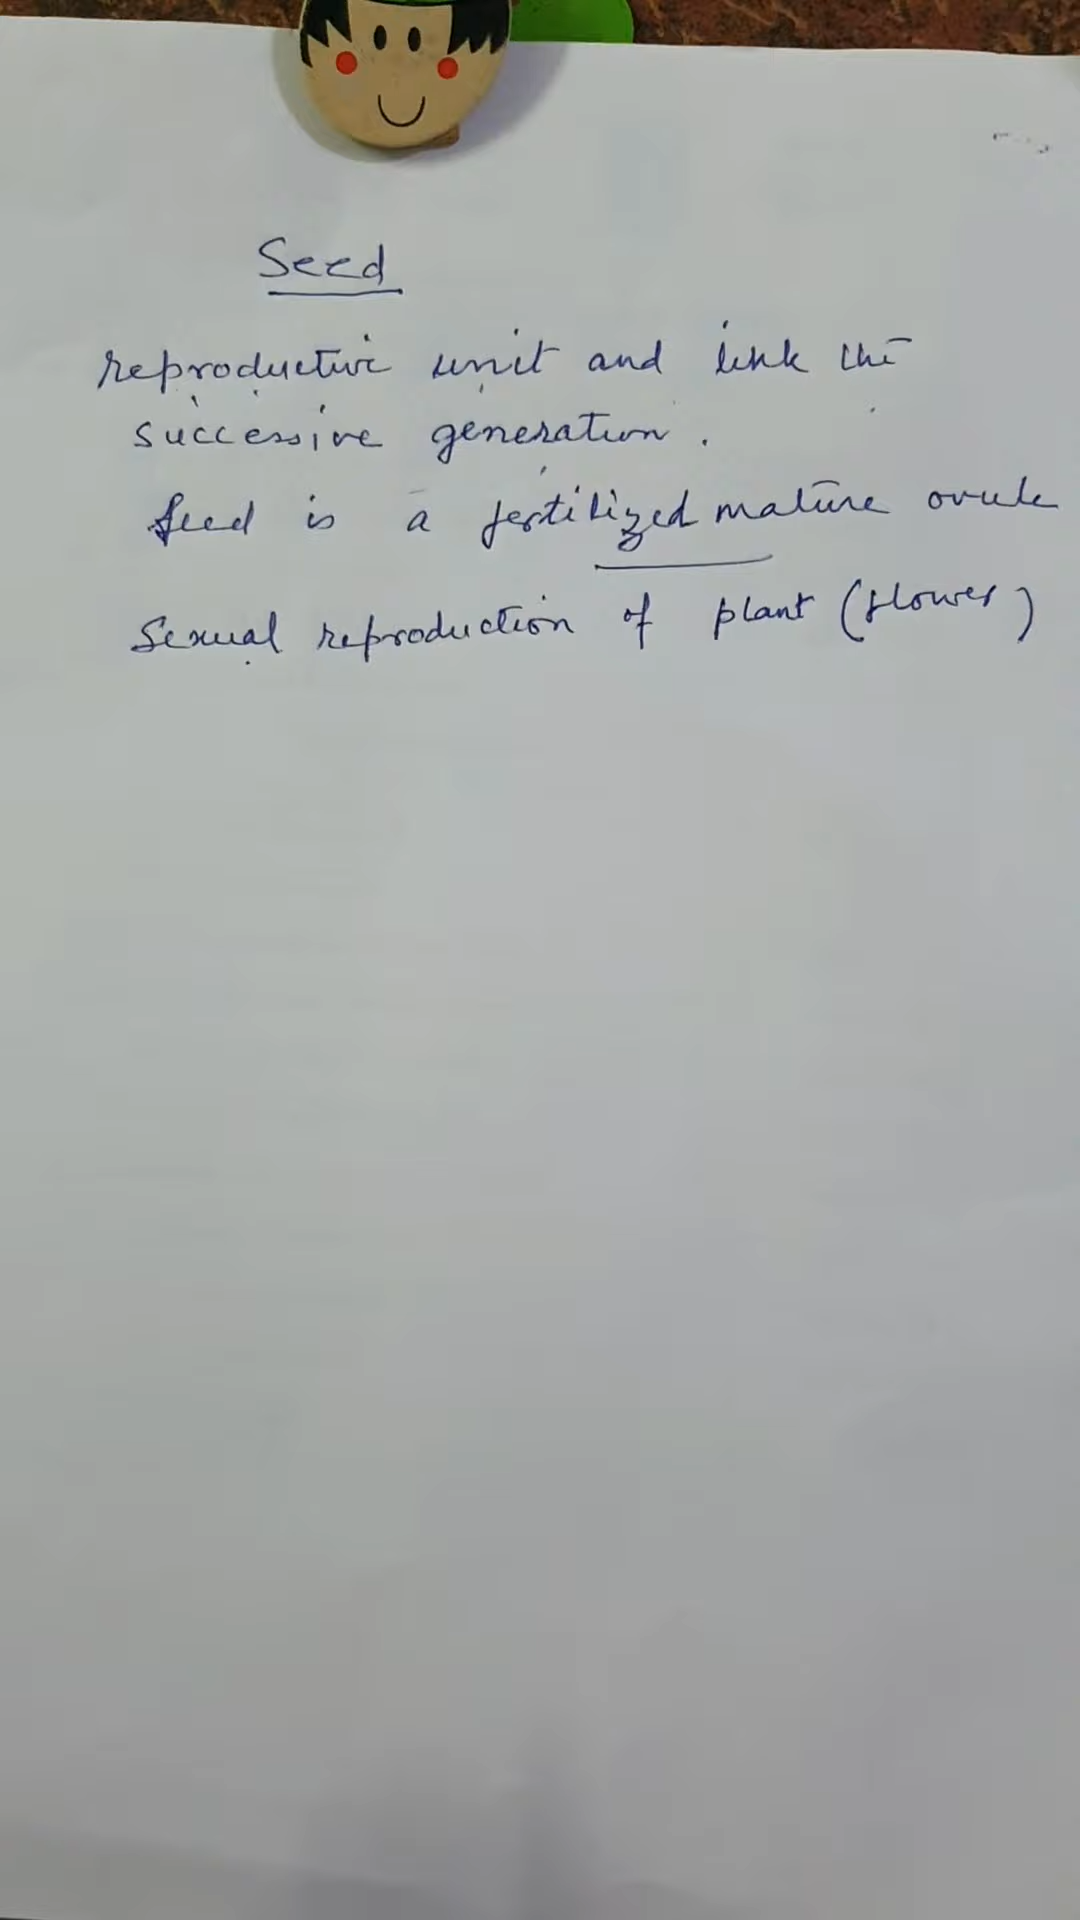 Seed
reproductive unit and link the
successive generation.
Seed is a fertilized mature ovule
Sexual reproduction of plant (flower)